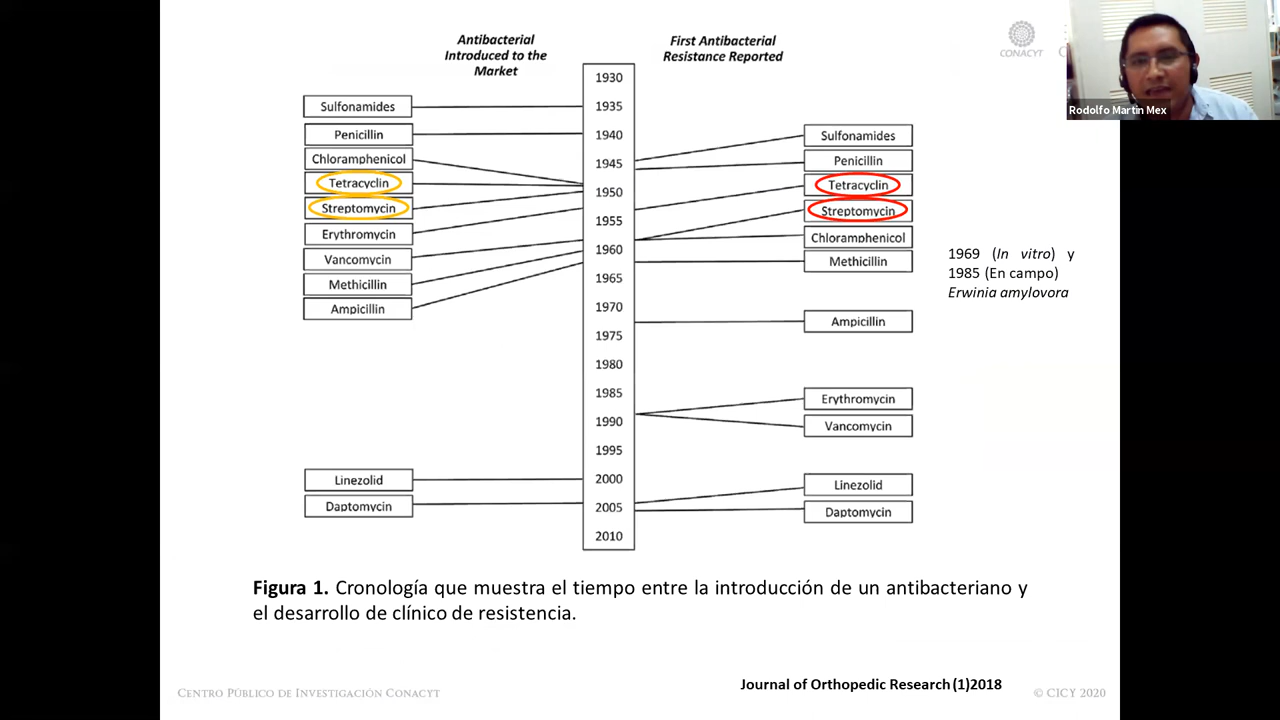 Antibacterial
Introduced to the
Market
First Antibacterial
Resistance Reported
CONACYT
C
Rodolfo Martin Mex
Sulfonamides
Penicillin
Chloramphenicol
Tetracyclin
Streptomycin
Erythromycin
Vancomycin
Methicillin
Ampicillin
Linezolid
Daptomycin
1930
1935
1940
1945
1950
1955
1960
1965
1970
1975
1980
1985
1990
1995
2000
2005
2010
Sulfonamides
Penicillin
Tetracyclin
Streptomycin
Chloramphenicol
Methicillin
Ampicillin
Erythromycin
Vancomycin
Linezolid
Daptomycin
1969 (In vitro) y
1985 (En campo)
Erwinia amylovora
Figura 1. Cronología que muestra el tiempo entre la introducción de un antibacteriano y
el desarrollo de clínico de resistencia.
Journal of Orthopedic Research (1)2018
CENTRO PÚBLICO DE INVESTIGACIÓN CONACYT
© CICY 2020